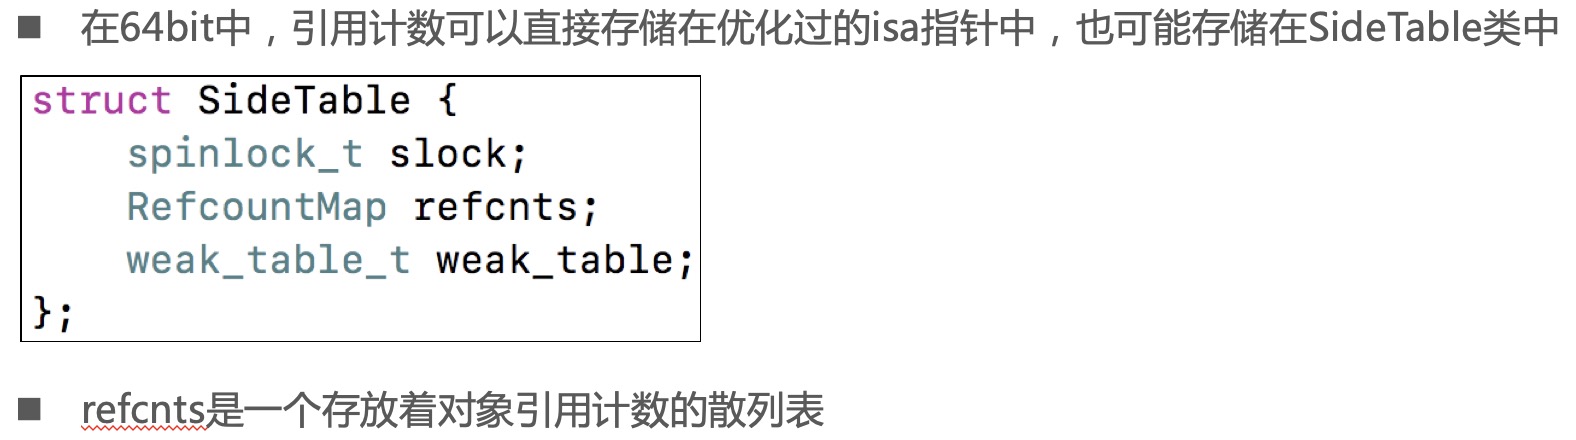 ■ 在64bit中，引用计数可以直接存储在优化过的isa指针中，也可能存储在SideTable类中
struct SideTable {
    spinlock_t slock;
    RefcountMap refcnts;
    weak_table_t weak_table;
};
■ refcnts是一个存放着对象引用计数的散列表